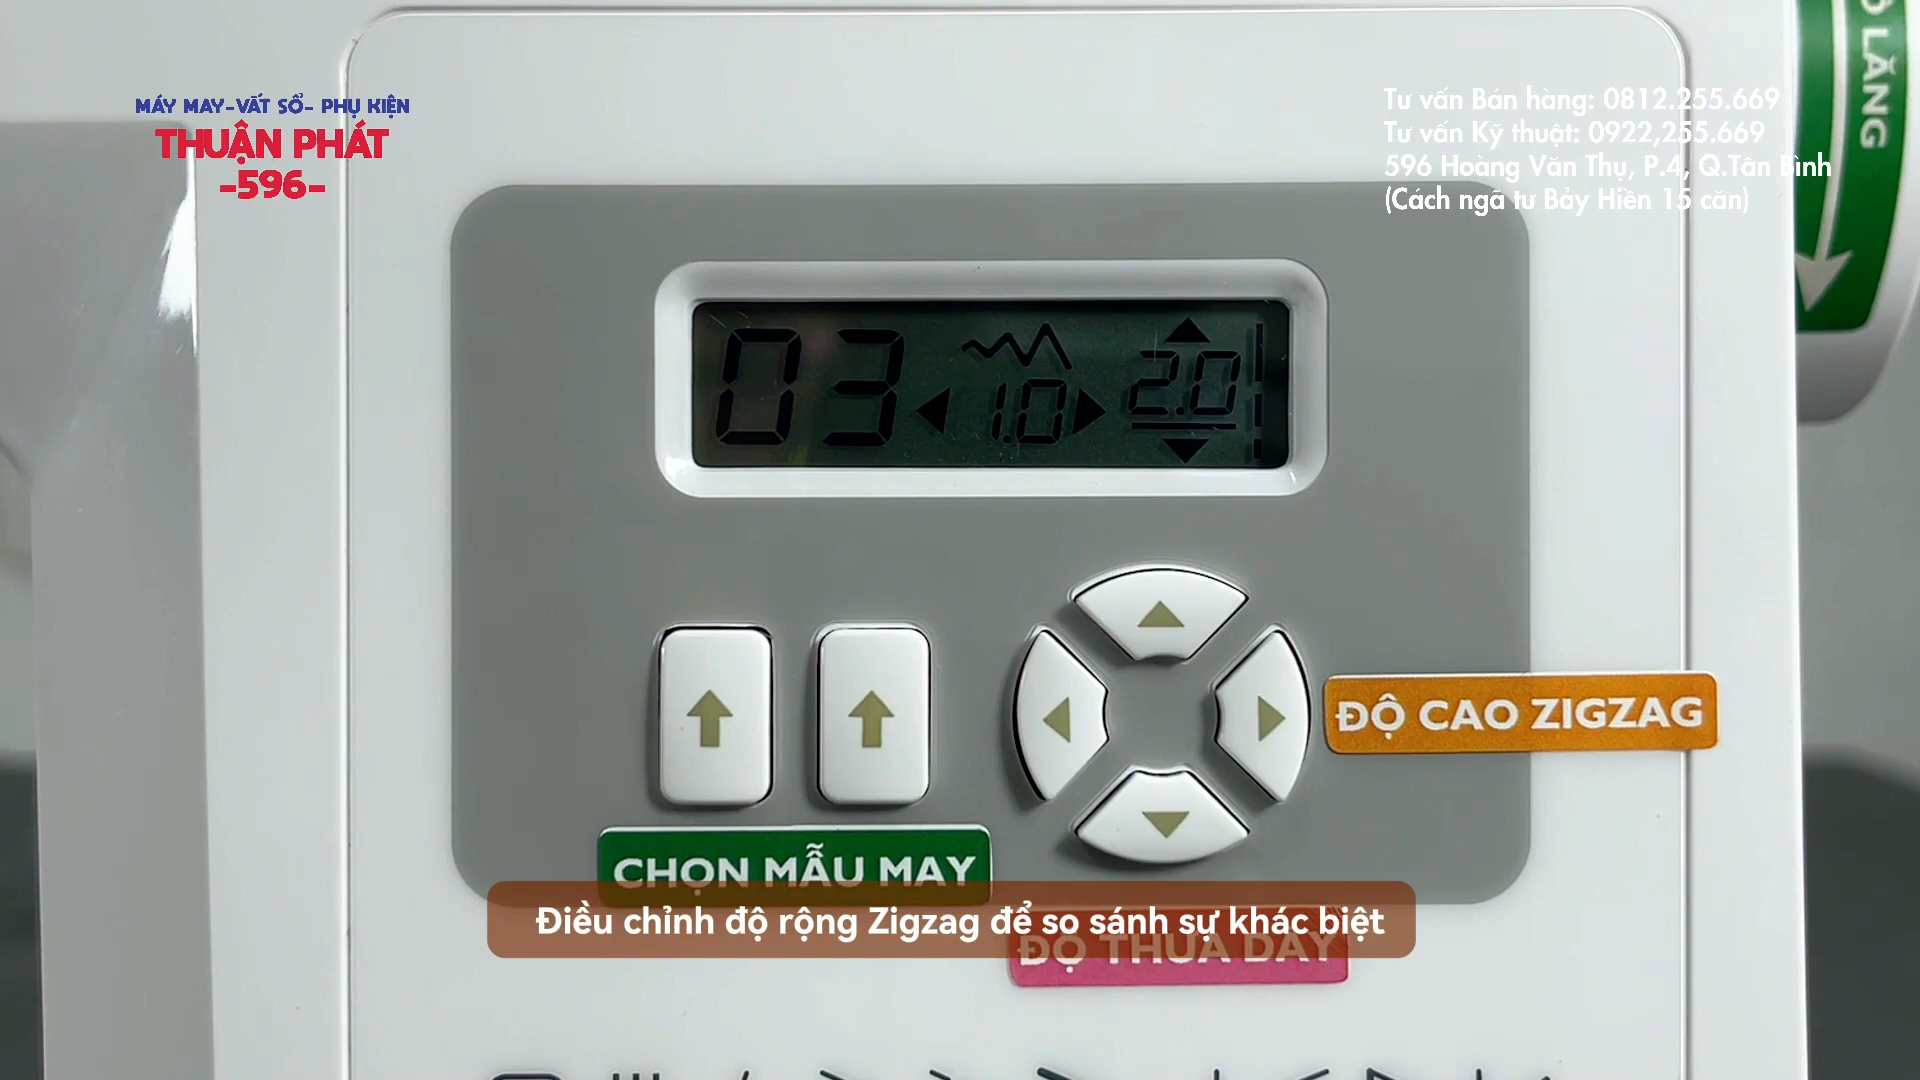 MÁY MAY-VẮT SỔ- PHỤ KIỆN
THUẬN PHÁT
-596-
Tư vấn Bán hàng: 0812.255.669
Tư vấn Kỹ thuật: 0922,255.669
596 Hoàng Văn Thụ, P.4, Q.Tân Bình
(Cách ngã tư Bảy Hiền 15 căn)
LĂNG
03 1.0 2.0
ĐỘ CAO ZIGZAG
CHỌN MẪU MAY
Điều chỉnh độ rộng Zigzag để so sánh sự khác biệt
ĐỘ THƯA DÀY